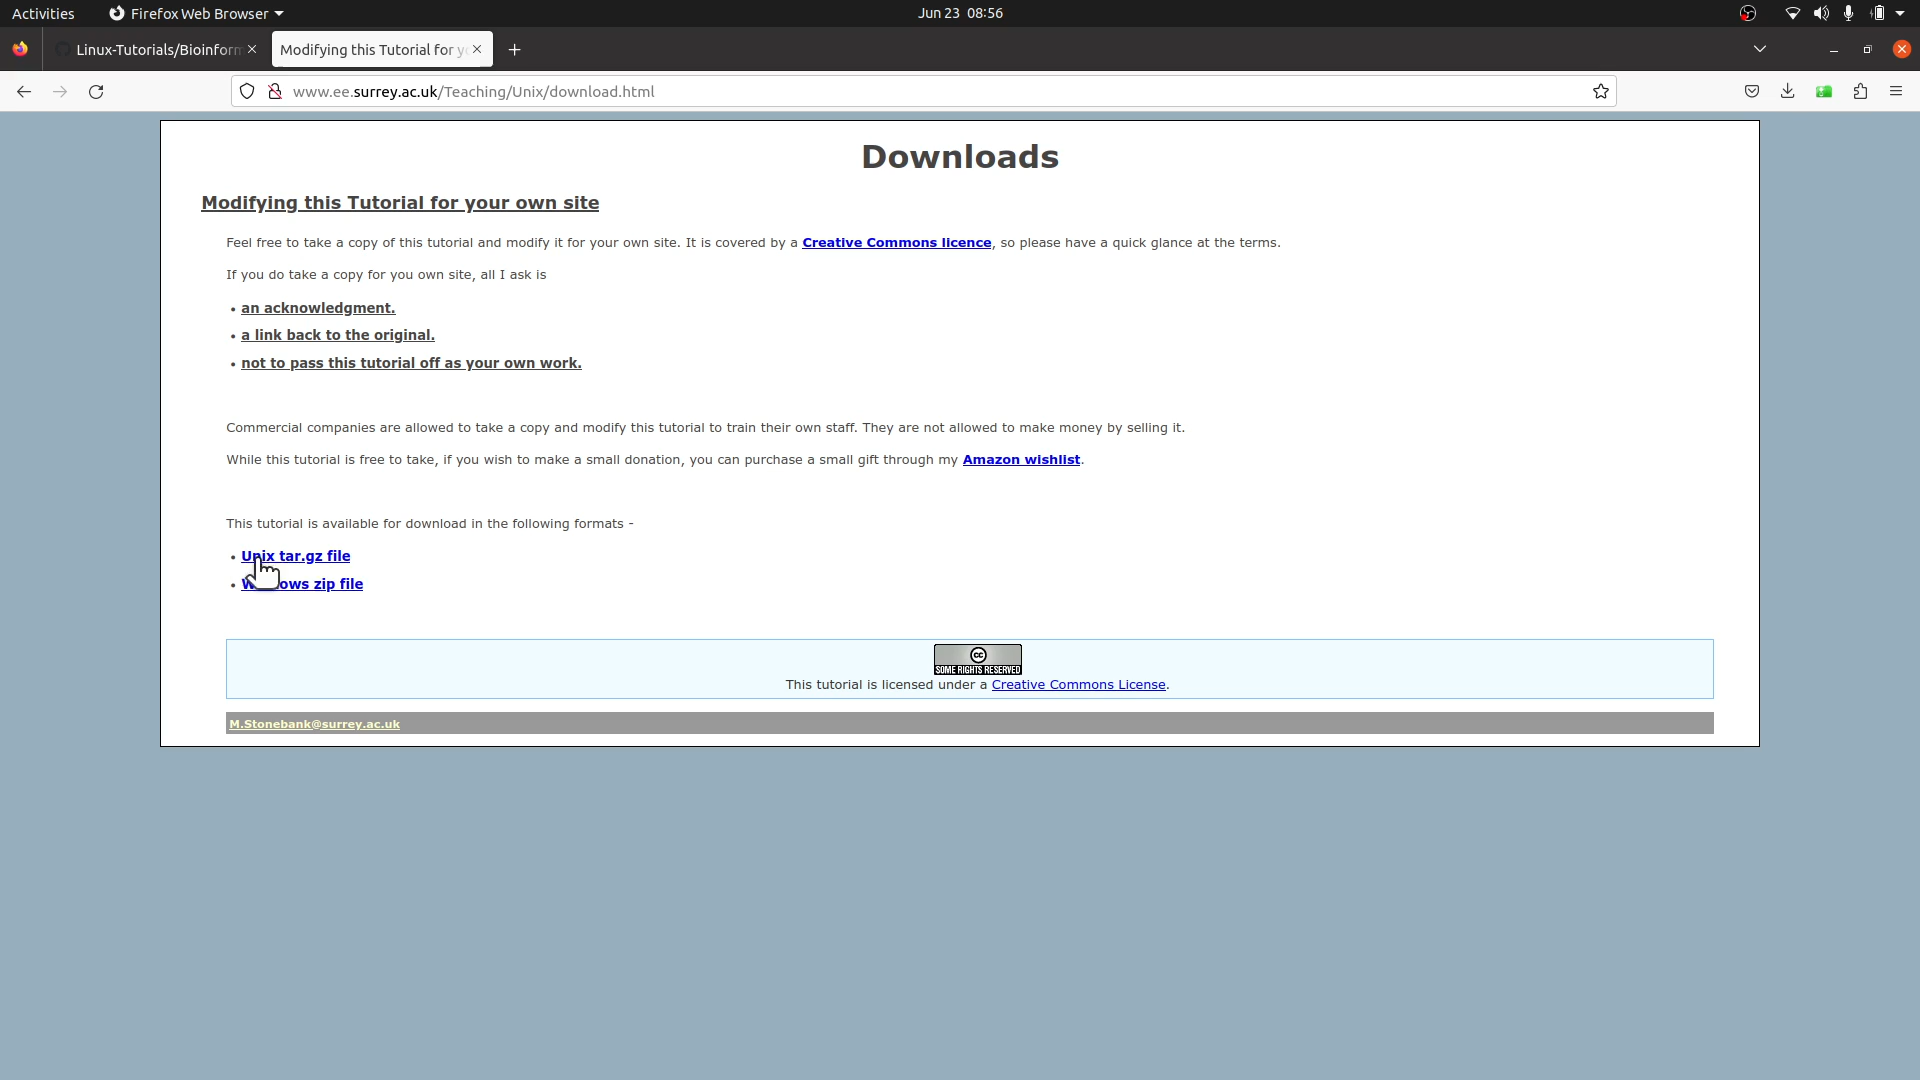 Activities
Firefox Web Browser
Jun 23 08:56
Linux-Tutorials/Bioinform
Modifying this Tutorial for yo
www.ee.surrey.ac.uk/Teaching/Unix/download.html
Downloads
Modifying this Tutorial for your own site
Feel free to take a copy of this tutorial and modify it for your own site. It is covered by a Creative Commons licence, so please have a quick glance at the terms.
If you do take a copy for you own site, all I ask is
• an acknowledgment.
• a link back to the original.
• not to pass this tutorial off as your own work.
Commercial companies are allowed to take a copy and modify this tutorial to train their own staff. They are not allowed to make money by selling it.
While this tutorial is free to take, if you wish to make a small donation, you can purchase a small gift through my Amazon wishlist.
This tutorial is available for download in the following formats -
• Unix tar.gz file
• Windows zip file
cc
SOME RIGHTS RESERVED
This tutorial is licensed under a Creative Commons License.
M.Stonebank@surrey.ac.uk